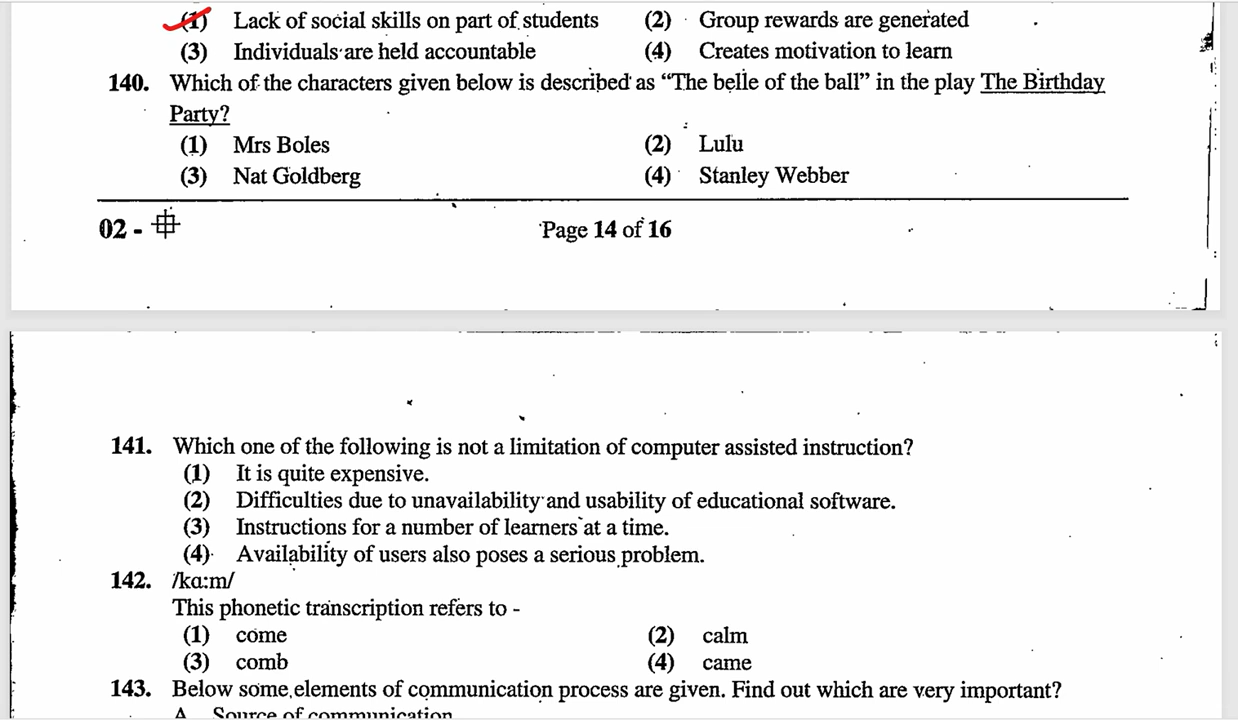 (1) Lack of social skills on part of students (2) Group rewards are generated
(3) Individuals are held accountable (4) Creates motivation to learn
140. Which of the characters given below is described as “The belle of the ball” in the play The Birthday
Party?
(1) Mrs Boles (2) Lulu
(3) Nat Goldberg (4) Stanley Webber
02 - Page 14 of 16
141. Which one of the following is not a limitation of computer assisted instruction?
(1) It is quite expensive.
(2) Difficulties due to unavailability and usability of educational software.
(3) Instructions for a number of learners at a time.
(4) Availability of users also poses a serious problem.
142. /kɑːm/
This phonetic transcription refers to -
(1) come (2) calm
(3) comb (4) came
143. Below some elements of communication process are given. Find out which are very important?
A Source of communication